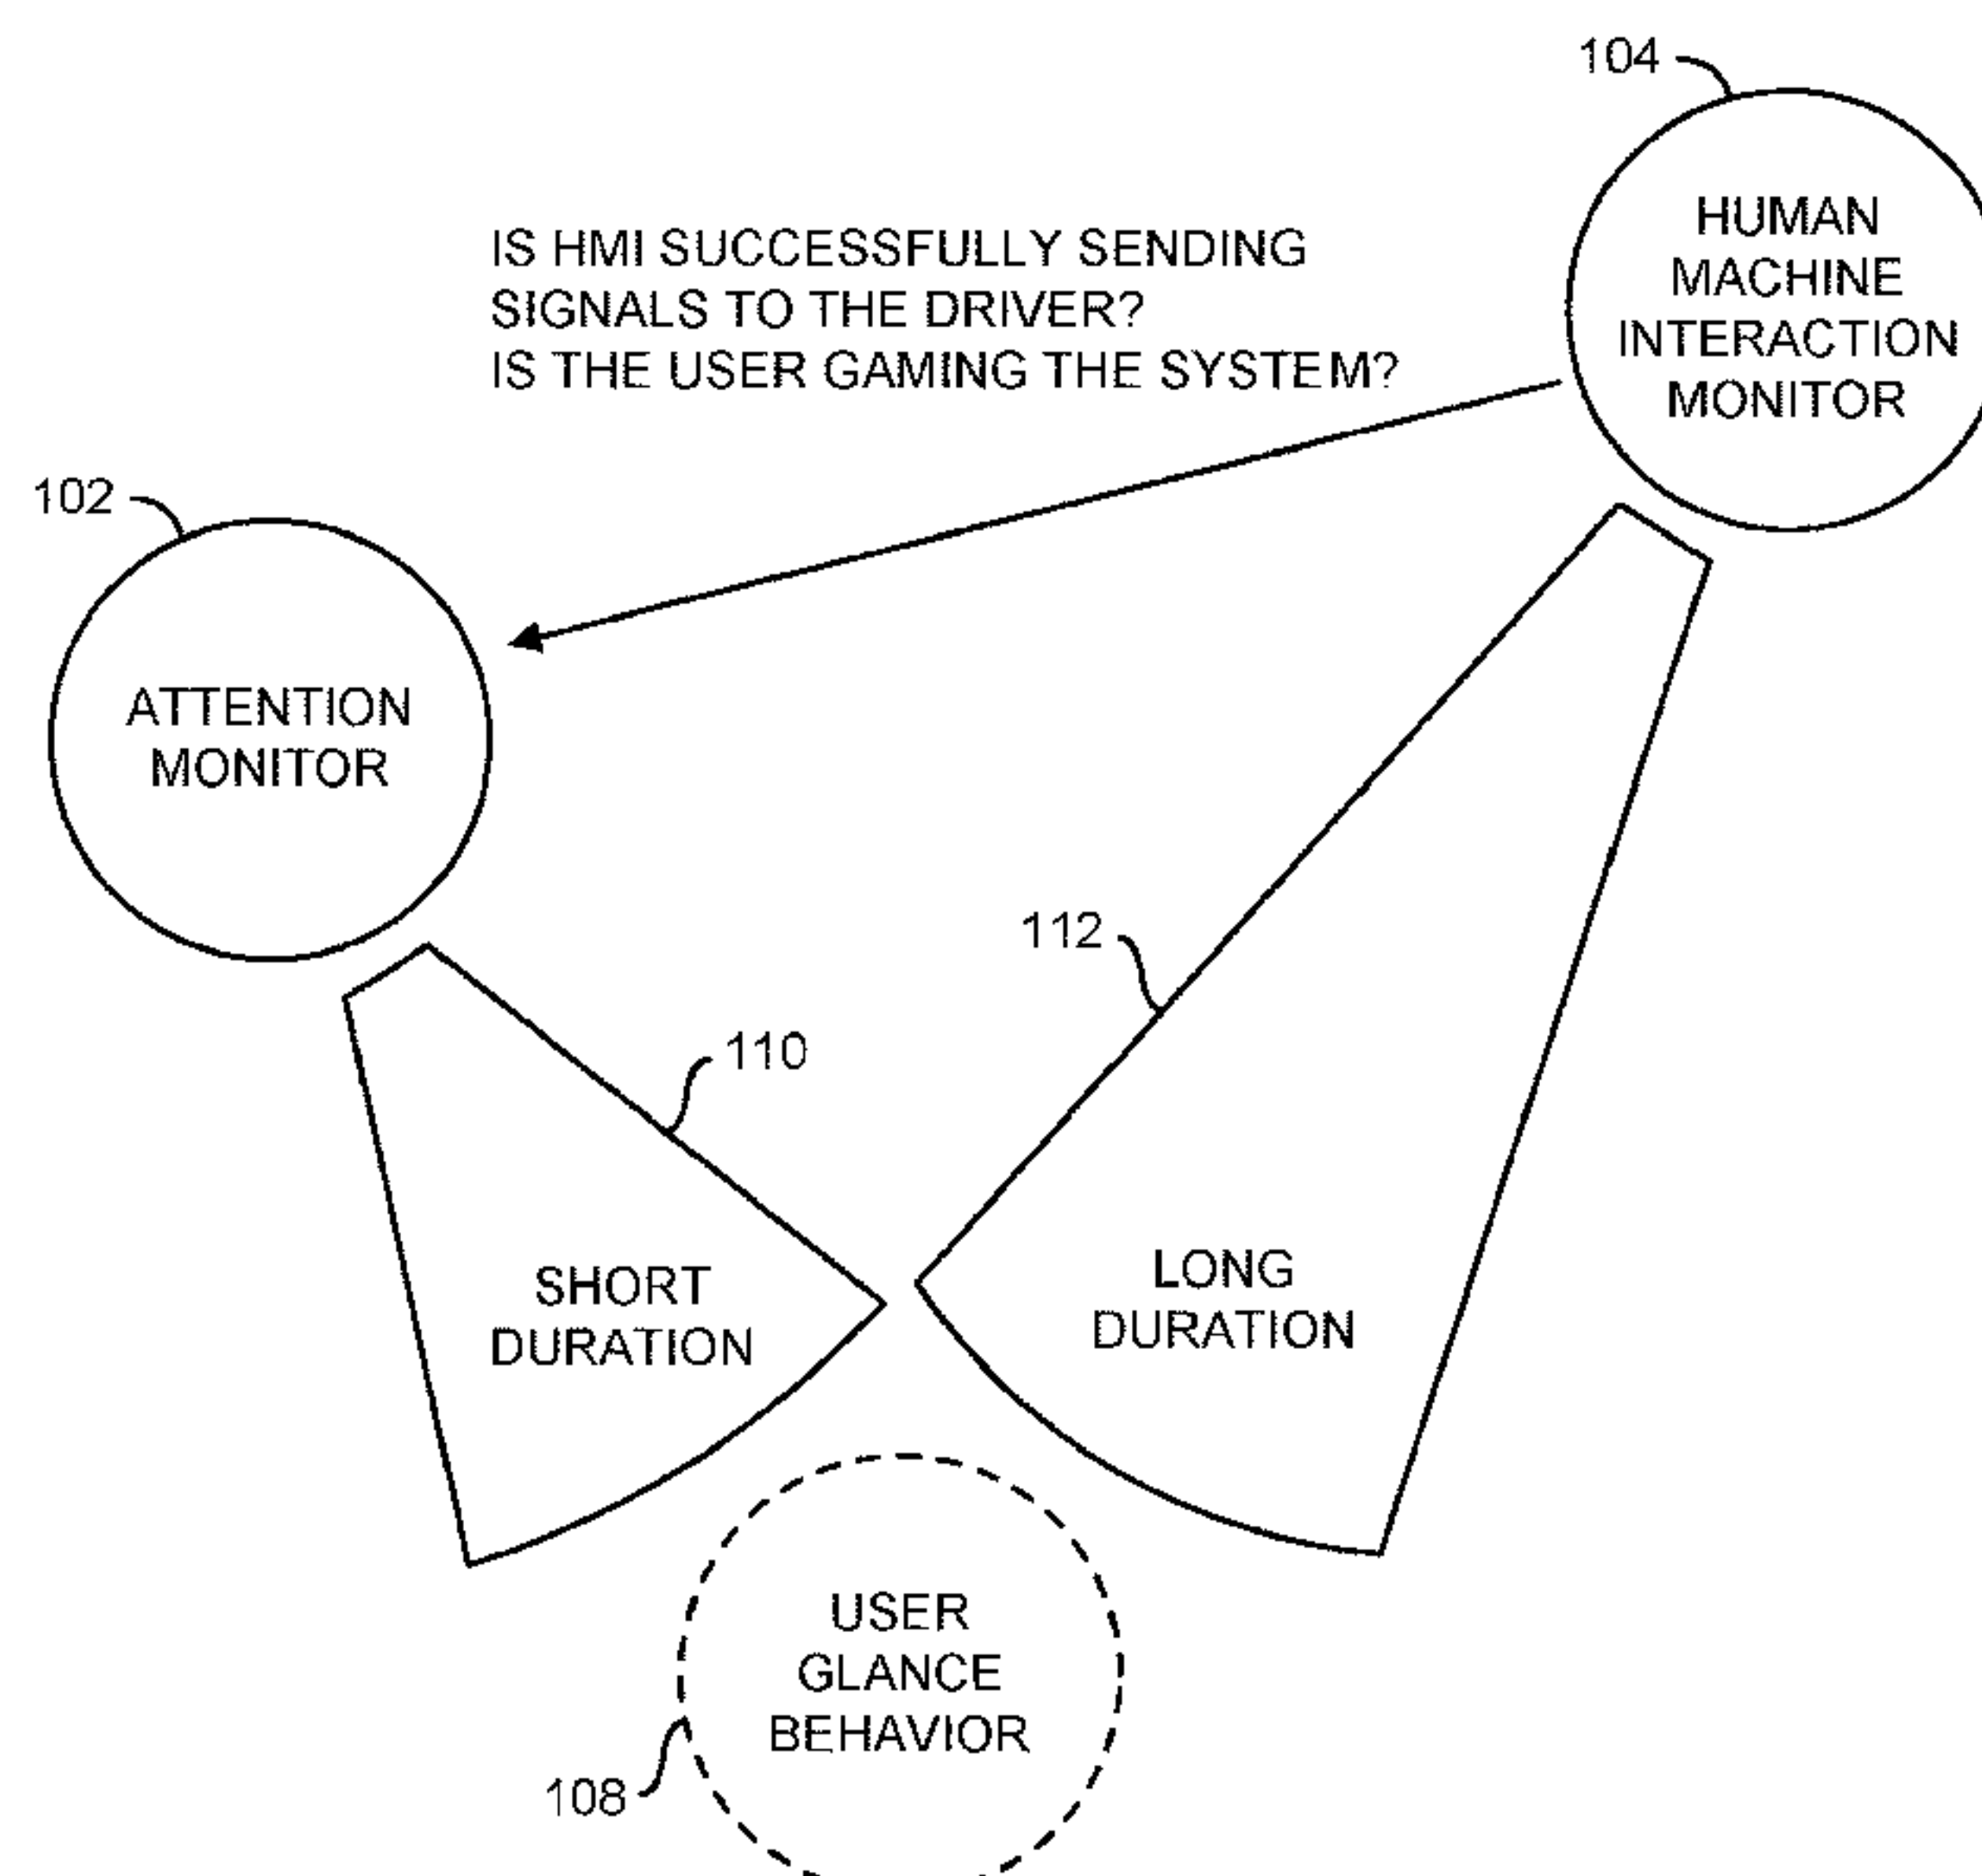 104
HUMAN
MACHINE
INTERACTION
MONITOR
IS HMI SUCCESSFULLY SENDING
SIGNALS TO THE DRIVER?
IS THE USER GAMING THE SYSTEM?
102
ATTENTION
MONITOR
112
110
SHORT
DURATION
LONG
DURATION
USER
GLANCE
BEHAVIOR
108